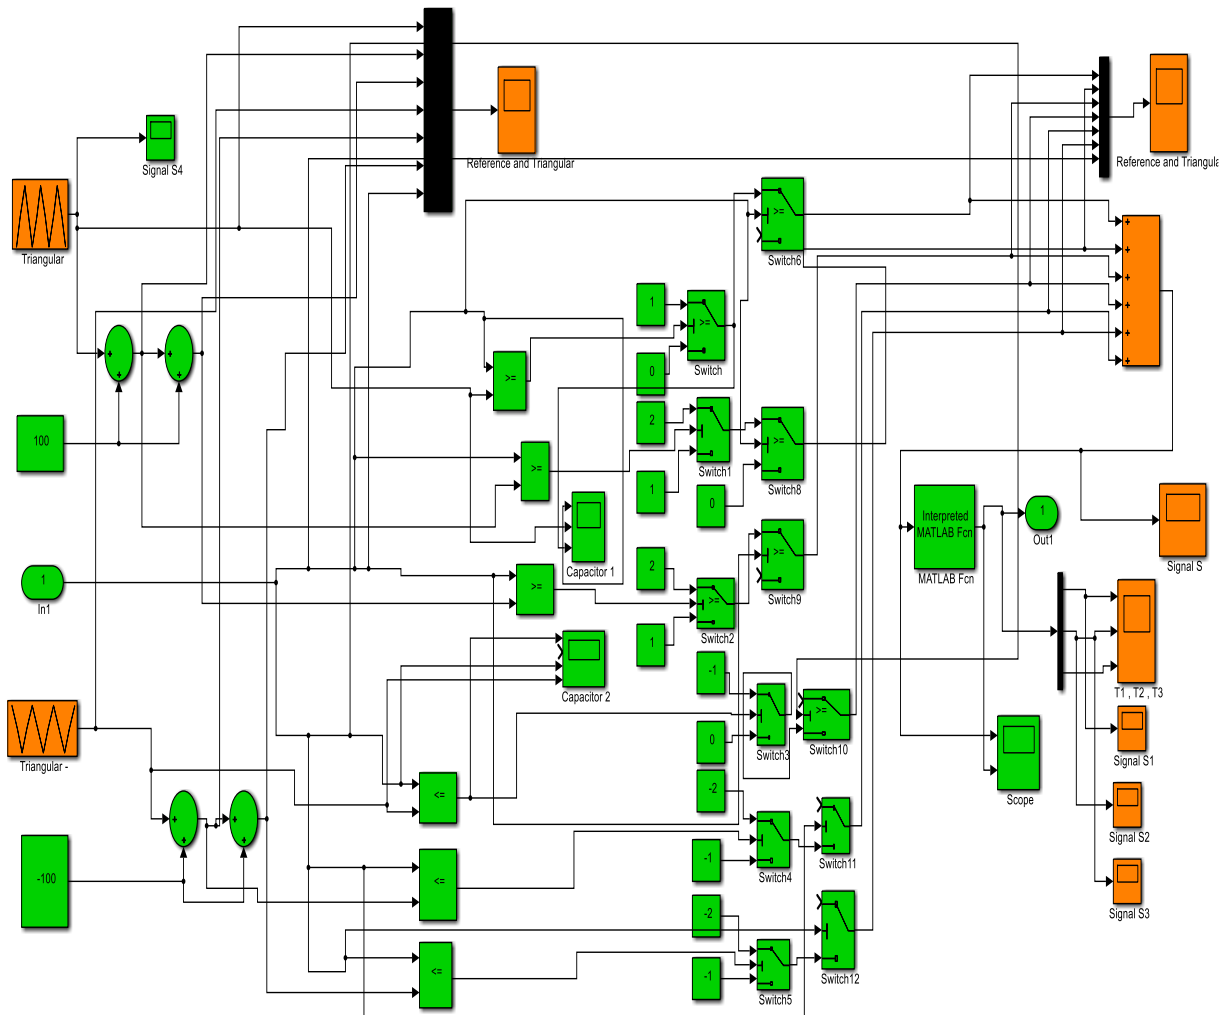 Reference and Triangular
Reference and Triangula
Signal S4
Triangular
>=
Switch6
1
>=
0
Switch
>=
2
Switch1
1
>=
Switch8
0
100
>=
Capacitor 1
Interpreted
MATLAB Fcn
MATLAB Fcn
1
Out1
Signal S
>=
Switch9
1
In1
>=
2
>=
Switch2
1
Capacitor 2
T1 , T2 , T3
-1
0
Switch3
>=
Switch10
Triangular -
Signal S1
Scope
<=
-2
Switch4
-1
Switch11
Signal S2
-100
<=
Signal S3
-2
Switch12
<=
-1
Switch5
+
+
+
+
+
+
+
+
+
+
+
+
+
+